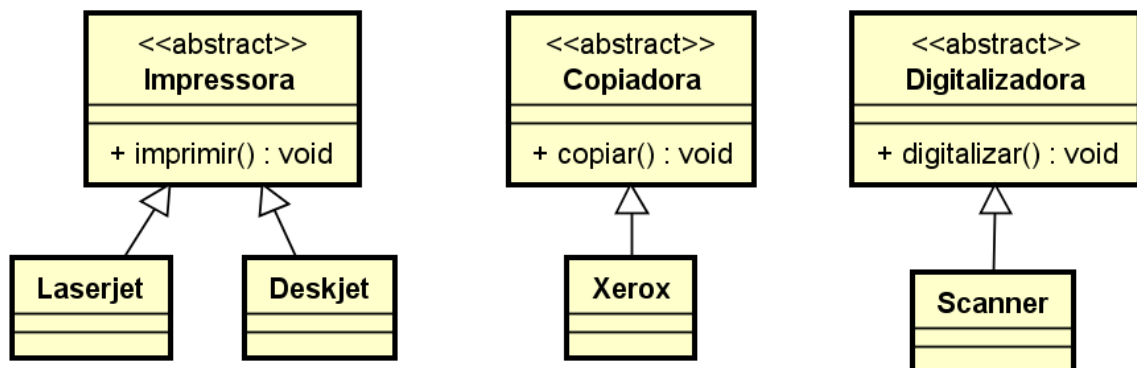 <<abstract>>
Impressora
+ imprimir() : void
<<abstract>>
Copiadora
+ copiar() : void
<<abstract>>
Digitalizadora
+ digitalizar() : void
Laserjet
Deskjet
Xerox
Scanner